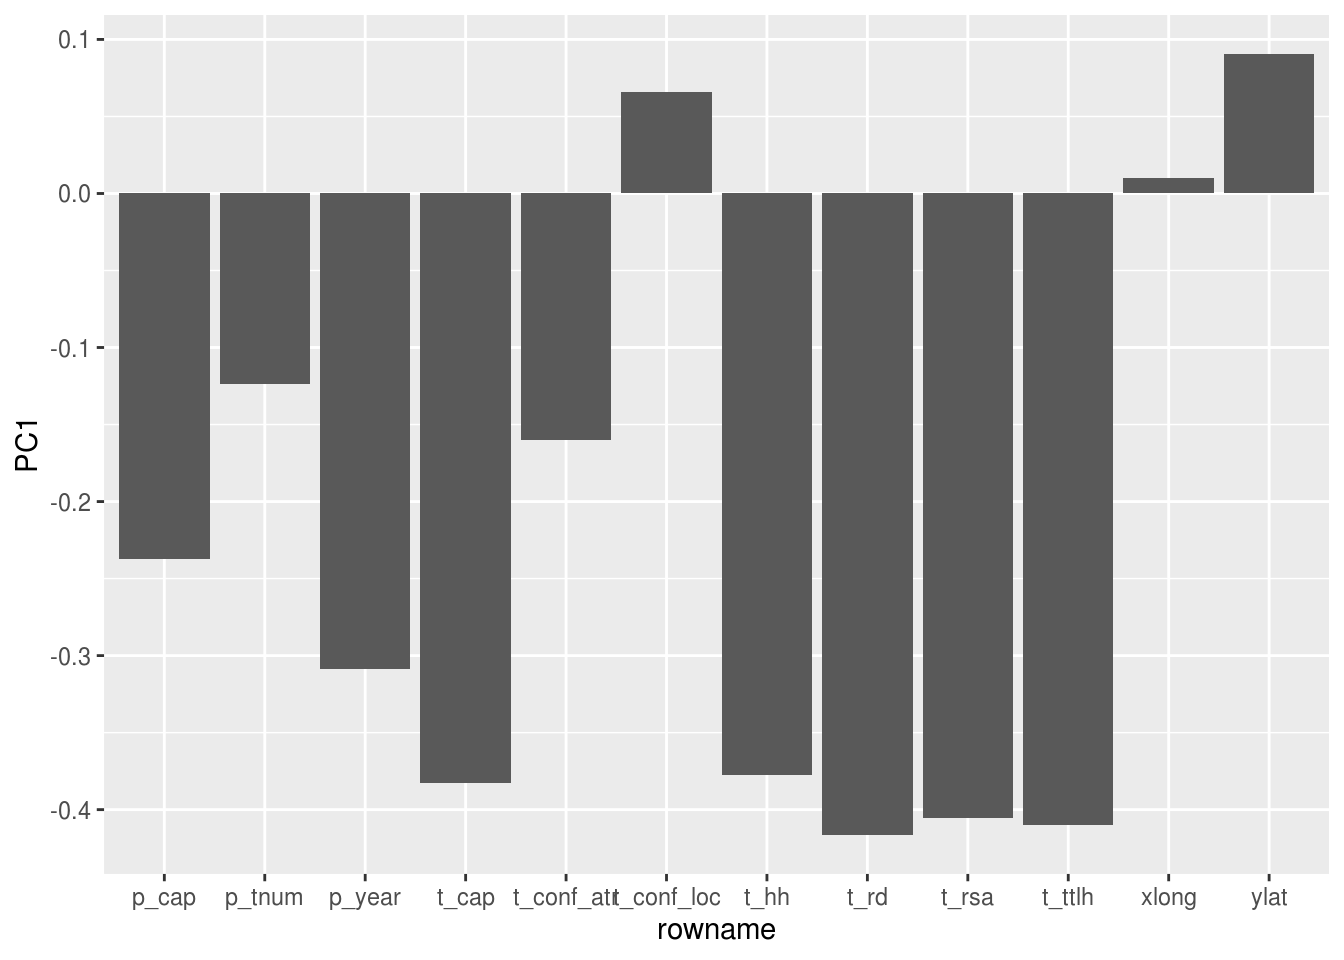 0.1
0.0
-0.1
-0.2
-0.3
-0.4
PC1
p_cap p_tnum p_year t_cap t_conf_atr t_conf_loc t_hh t_rd t_rsa t_ttlh xlong ylat
rowname